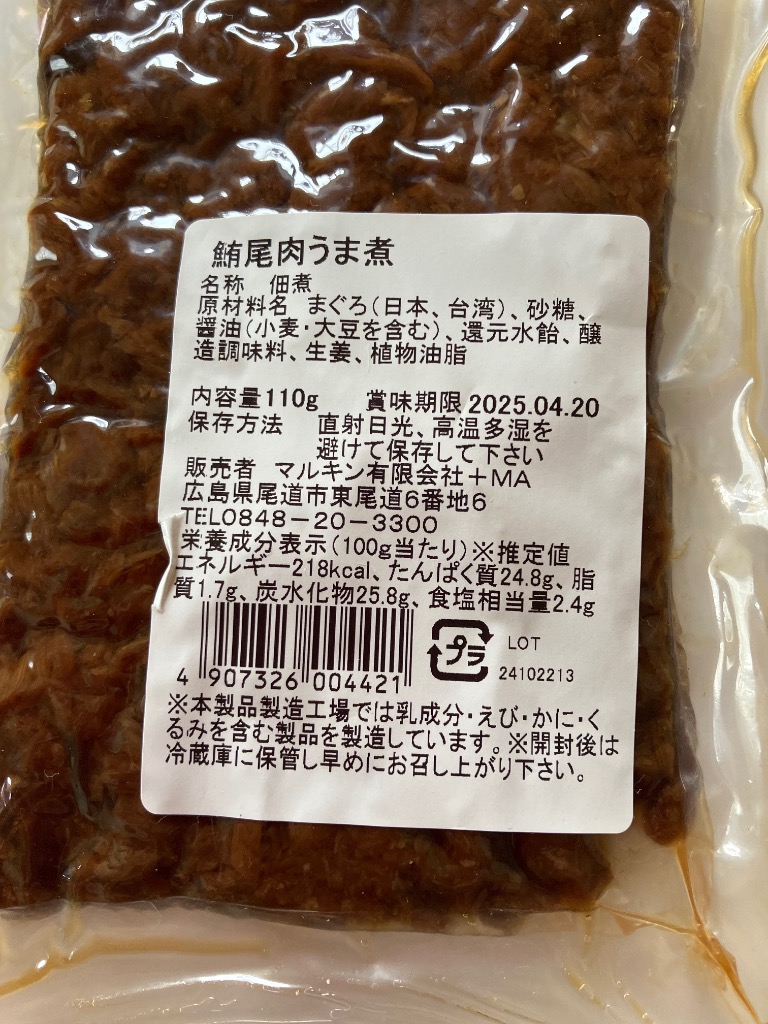 鮪尾肉うま煮
名称　佃煮
原材料名　まぐろ（日本、台湾）、砂糖、
醤油（小麦・大豆を含む）、還元水飴、醸
造調味料、生姜、植物油脂
内容量110g　賞味期限 2025.04.20
保存方法　直射日光、高温多湿を
避けて保存して下さい
販売者　マルキン有限会社＋MA
広島県尾道市東尾道6番地6
TEL0848－20－3300
栄養成分表示（100g当たり）※推定値
エネルギー218kcal、たんぱく質24.8g、脂
質1.7g、炭水化物25.8g、食塩相当量2.4g
プラ
LOT
4 907326 004421
24102213
※本製品製造工場では乳成分・えび・かに・く
るみを含む製品を製造しています。※開封後は
冷蔵庫に保管し早めにお召し上がり下さい。